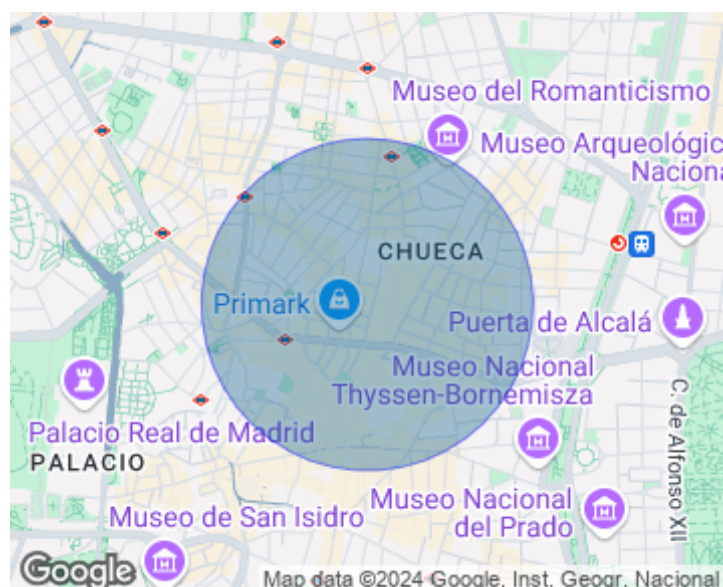 Museo del Romanticismo
Museo Arqueológic
Naciona
CHUECA
Primark
Puerta de Alcalá
Museo Nacional
Thyssen-Bornemisza
Palacio Real de Madrid
PALACIO
C. de Alfonso XII
Museo Nacional
del Prado
Museo de San Isidro
Google
Map data ©2024 Google, Inst. Geogr. Nacional